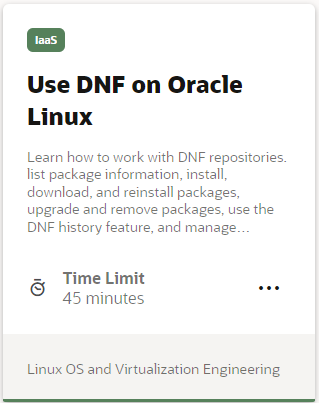 IaaS
Use DNF on Oracle
Linux
Learn how to work with DNF repositories.
list package information, install,
download, and reinstall packages,
upgrade and remove packages, use the
DNF history feature, and manage...
Time Limit
45 minutes
Linux OS and Virtualization Engineering